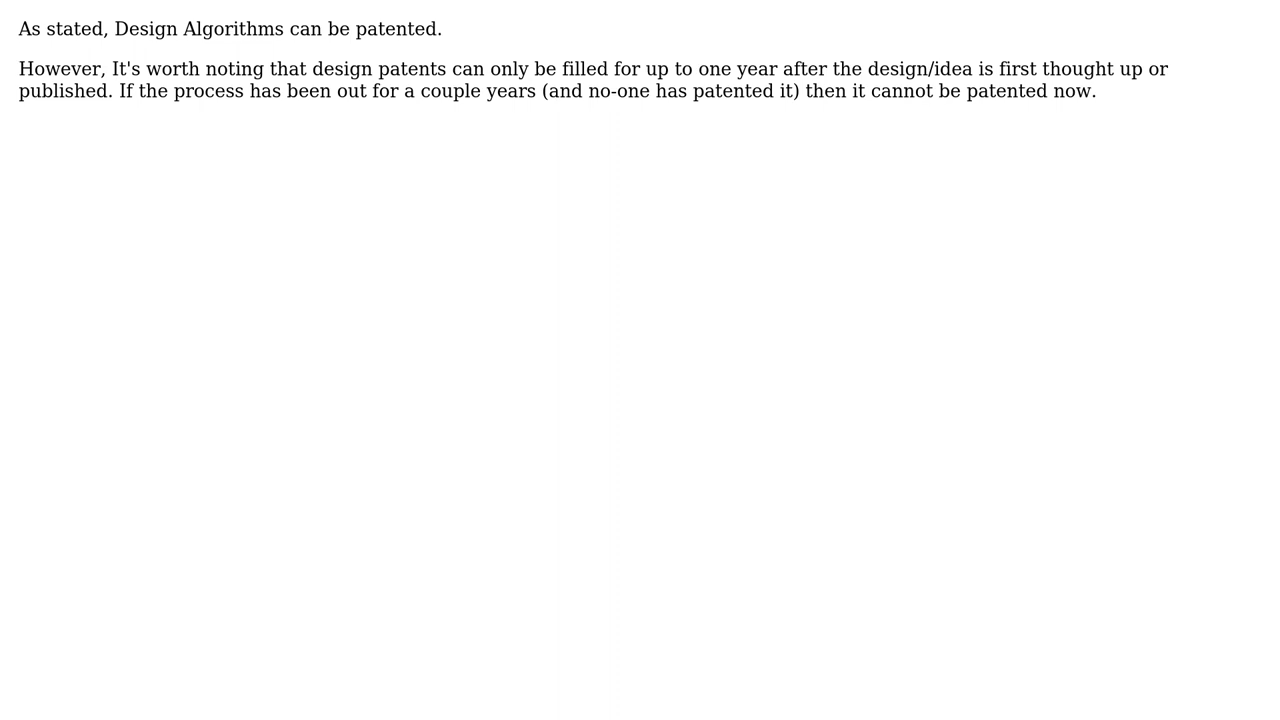 As stated, Design Algorithms can be patented.
However, It's worth noting that design patents can only be filled for up to one year after the design/idea is first thought up or
published. If the process has been out for a couple years (and no-one has patented it) then it cannot be patented now.